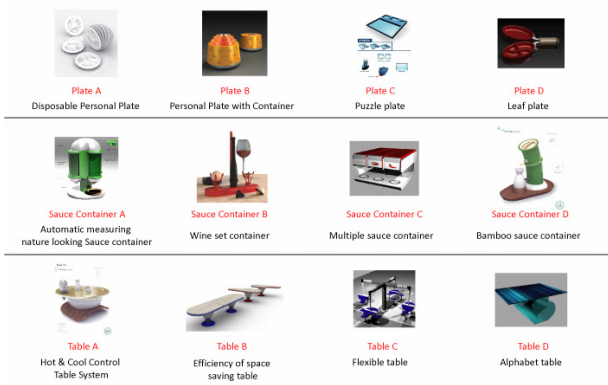 Plate A
Disposable Personal Plate
Plate B
Personal Plate with Container
Plate C
Puzzle plate
Plate D
Leaf plate
Sauce Container A
Automatic measuring
nature looking Sauce container
Sauce Container B
Wine set container
Sauce Container C
Multiple sauce container
Sauce Container D
Bamboo sauce container
Table A
Hot & Cool Control
Table System
Table B
Efficiency of space
saving table
Table C
Flexible table
Table D
Alphabet table